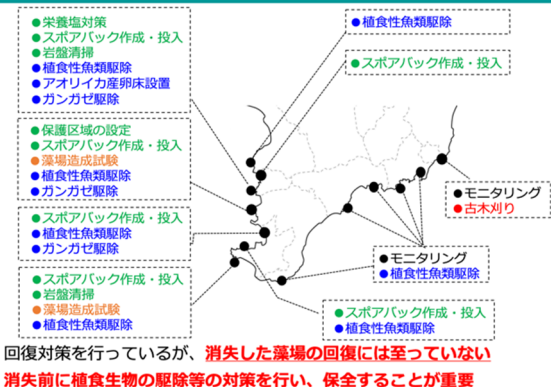 ●栄養塩対策
●スポアバック作成・投入
●岩盤清掃
●植食性魚類駆除
●アオリイカ産卵床設置
●ガンガゼ駆除
●植食性魚類駆除
●スポアバック作成・投入
●保護区域の設定
●スポアバック作成・投入
●藻場造成試験
●植食性魚類駆除
●ガンガゼ駆除
●スポアバック作成・投入
●植食性魚類駆除
●ガンガゼ駆除
●モニタリング
●古木刈り
●モニタリング
●植食性魚類駆除
●スポアバック作成・投入
●岩盤清掃
●藻場造成試験
●植食性魚類駆除
●スポアバック作成・投入
●植食性魚類駆除
回復対策を行っているが、消失した藻場の回復には至っていない
消失前に植食生物の駆除等の対策を行い、保全することが重要